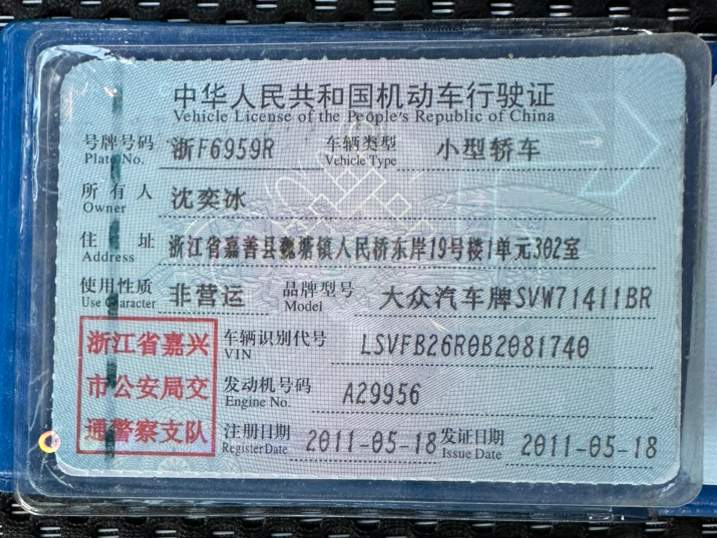 中华人民共和国机动车行驶证
Vehicle License of the People's Republic of China
号牌号码 浙F6959R 车辆类型 小型轿车
Plate No. Vehicle Type
所有人 沈奕冰
Owner
住址 浙江省嘉善县魏塘镇人民桥东岸19号楼1单元302室
Address
使用性质 非营运 品牌型号 大众汽车牌SVW71411BR
Use Character Model
浙江省嘉兴
市公安局交
通警察支队
车辆识别代号 LSVFB26R0B2081740
VIN
发动机号码 A29956
Engine No.
注册日期 2011-05-18 发证日期 2011-05-18
Register Date Issue Date